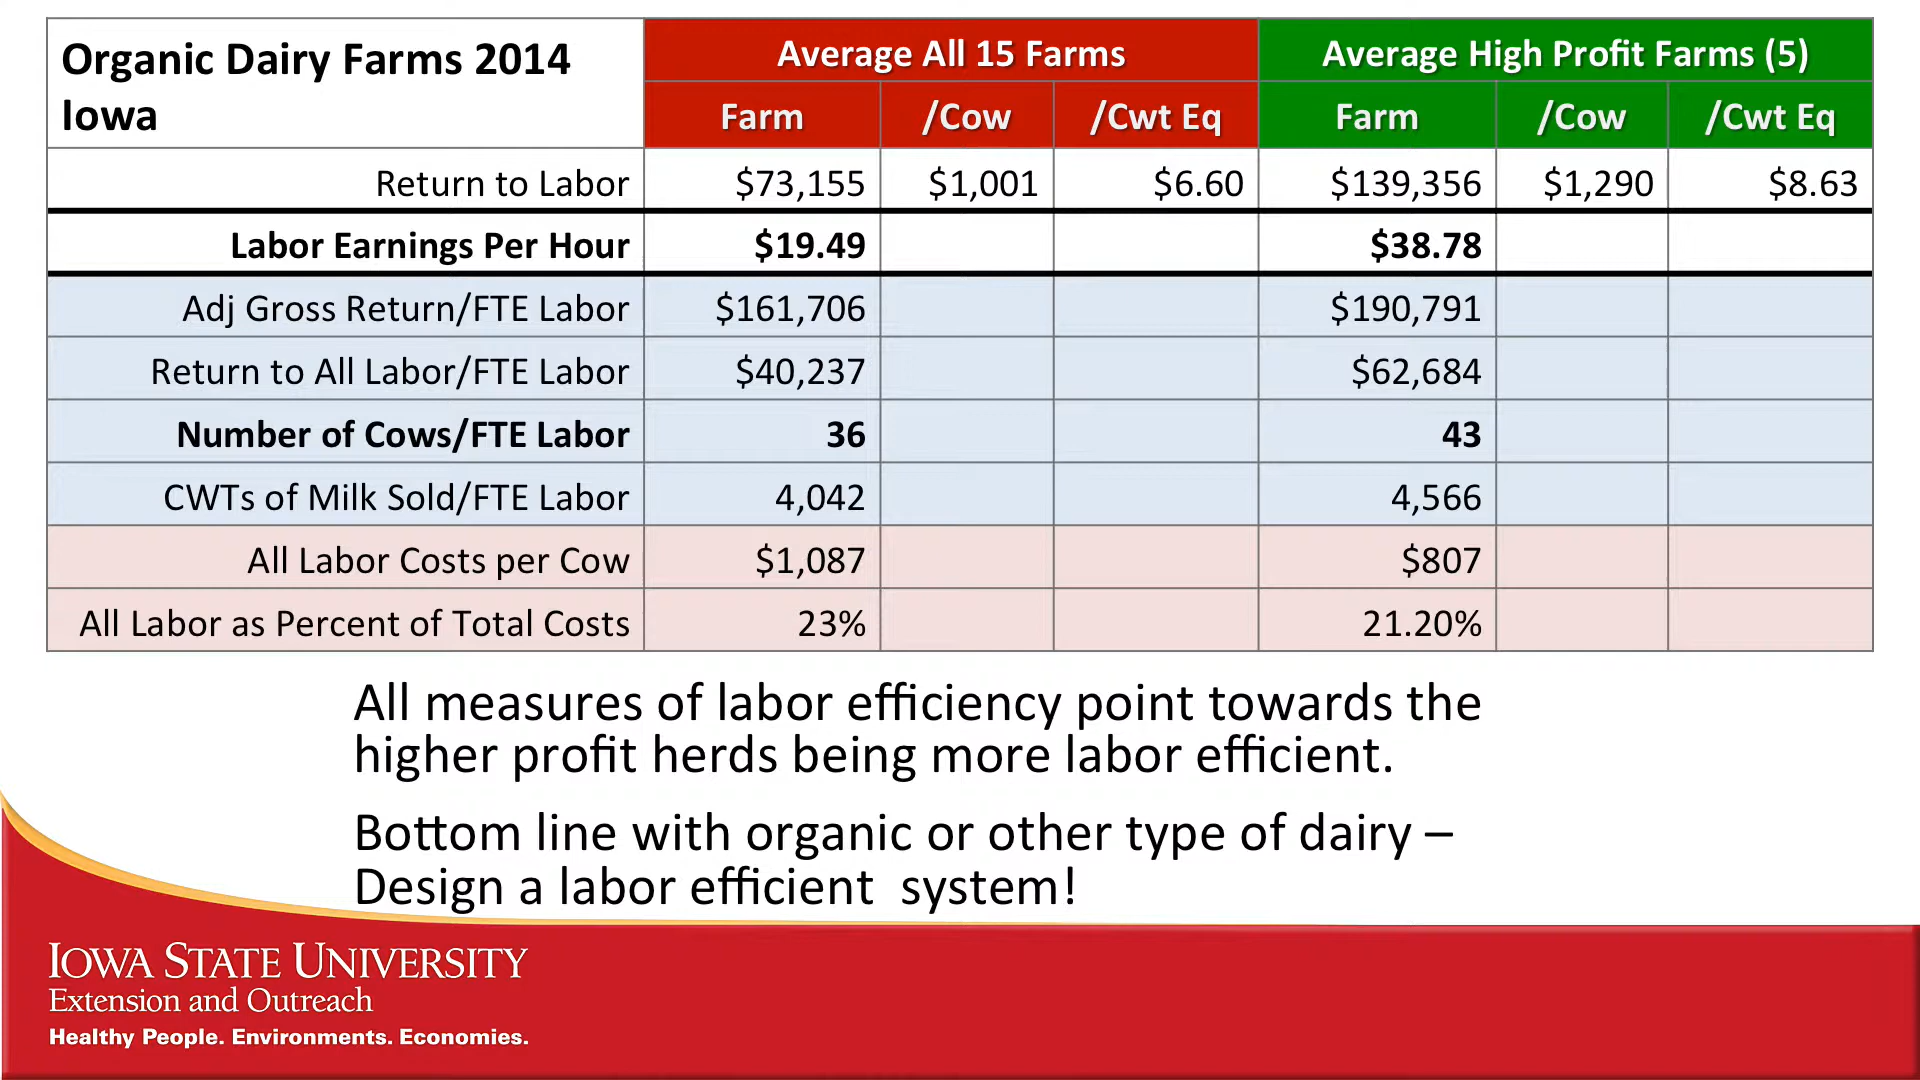 Organic Dairy Farms 2014
Iowa
Average All 15 Farms
Average High Profit Farms (5)
Farm /Cow /Cwt Eq Farm /Cow /Cwt Eq
Return to Labor $73,155 $1,001 $6.60 $139,356 $1,290 $8.63
Labor Earnings Per Hour $19.49 $38.78
Adj Gross Return/FTE Labor $161,706 $190,791
Return to All Labor/FTE Labor $40,237 $62,684
Number of Cows/FTE Labor 36 43
CWTs of Milk Sold/FTE Labor 4,042 4,566
All Labor Costs per Cow $1,087 $807
All Labor as Percent of Total Costs 23% 21.20%
All measures of labor efficiency point towards the
higher profit herds being more labor efficient.
Bottom line with organic or other type of dairy –
Design a labor efficient system!
IOWA STATE UNIVERSITY
Extension and Outreach
Healthy People. Environments. Economies.